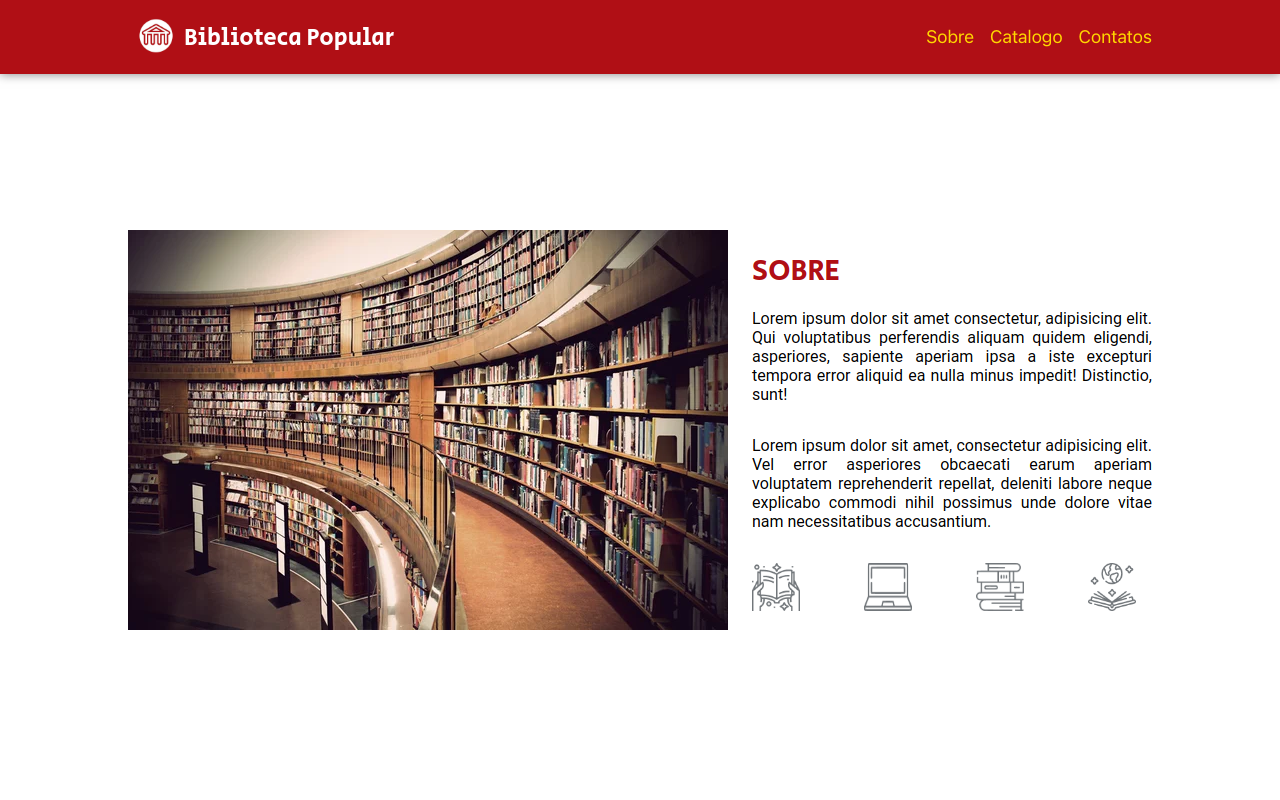 Biblioteca Popular
Sobre Catalogo Contatos
SOBRE
Lorem ipsum dolor sit amet consectetur, adipisicing elit.
Qui voluptatibus perferendis aliquam quidem eligendi,
asperiores, sapiente aperiam ipsa a iste excepturi
tempora error aliquid ea nulla minus impedit! Distinctio,
sunt!
Lorem ipsum dolor sit amet, consectetur adipisicing elit.
Vel error asperiores obcaecati earum aperiam
voluptatem reprehenderit repellat, deleniti labore neque
explicabo commodi nihil possimus unde dolore vitae
nam necessitatibus accusantium.